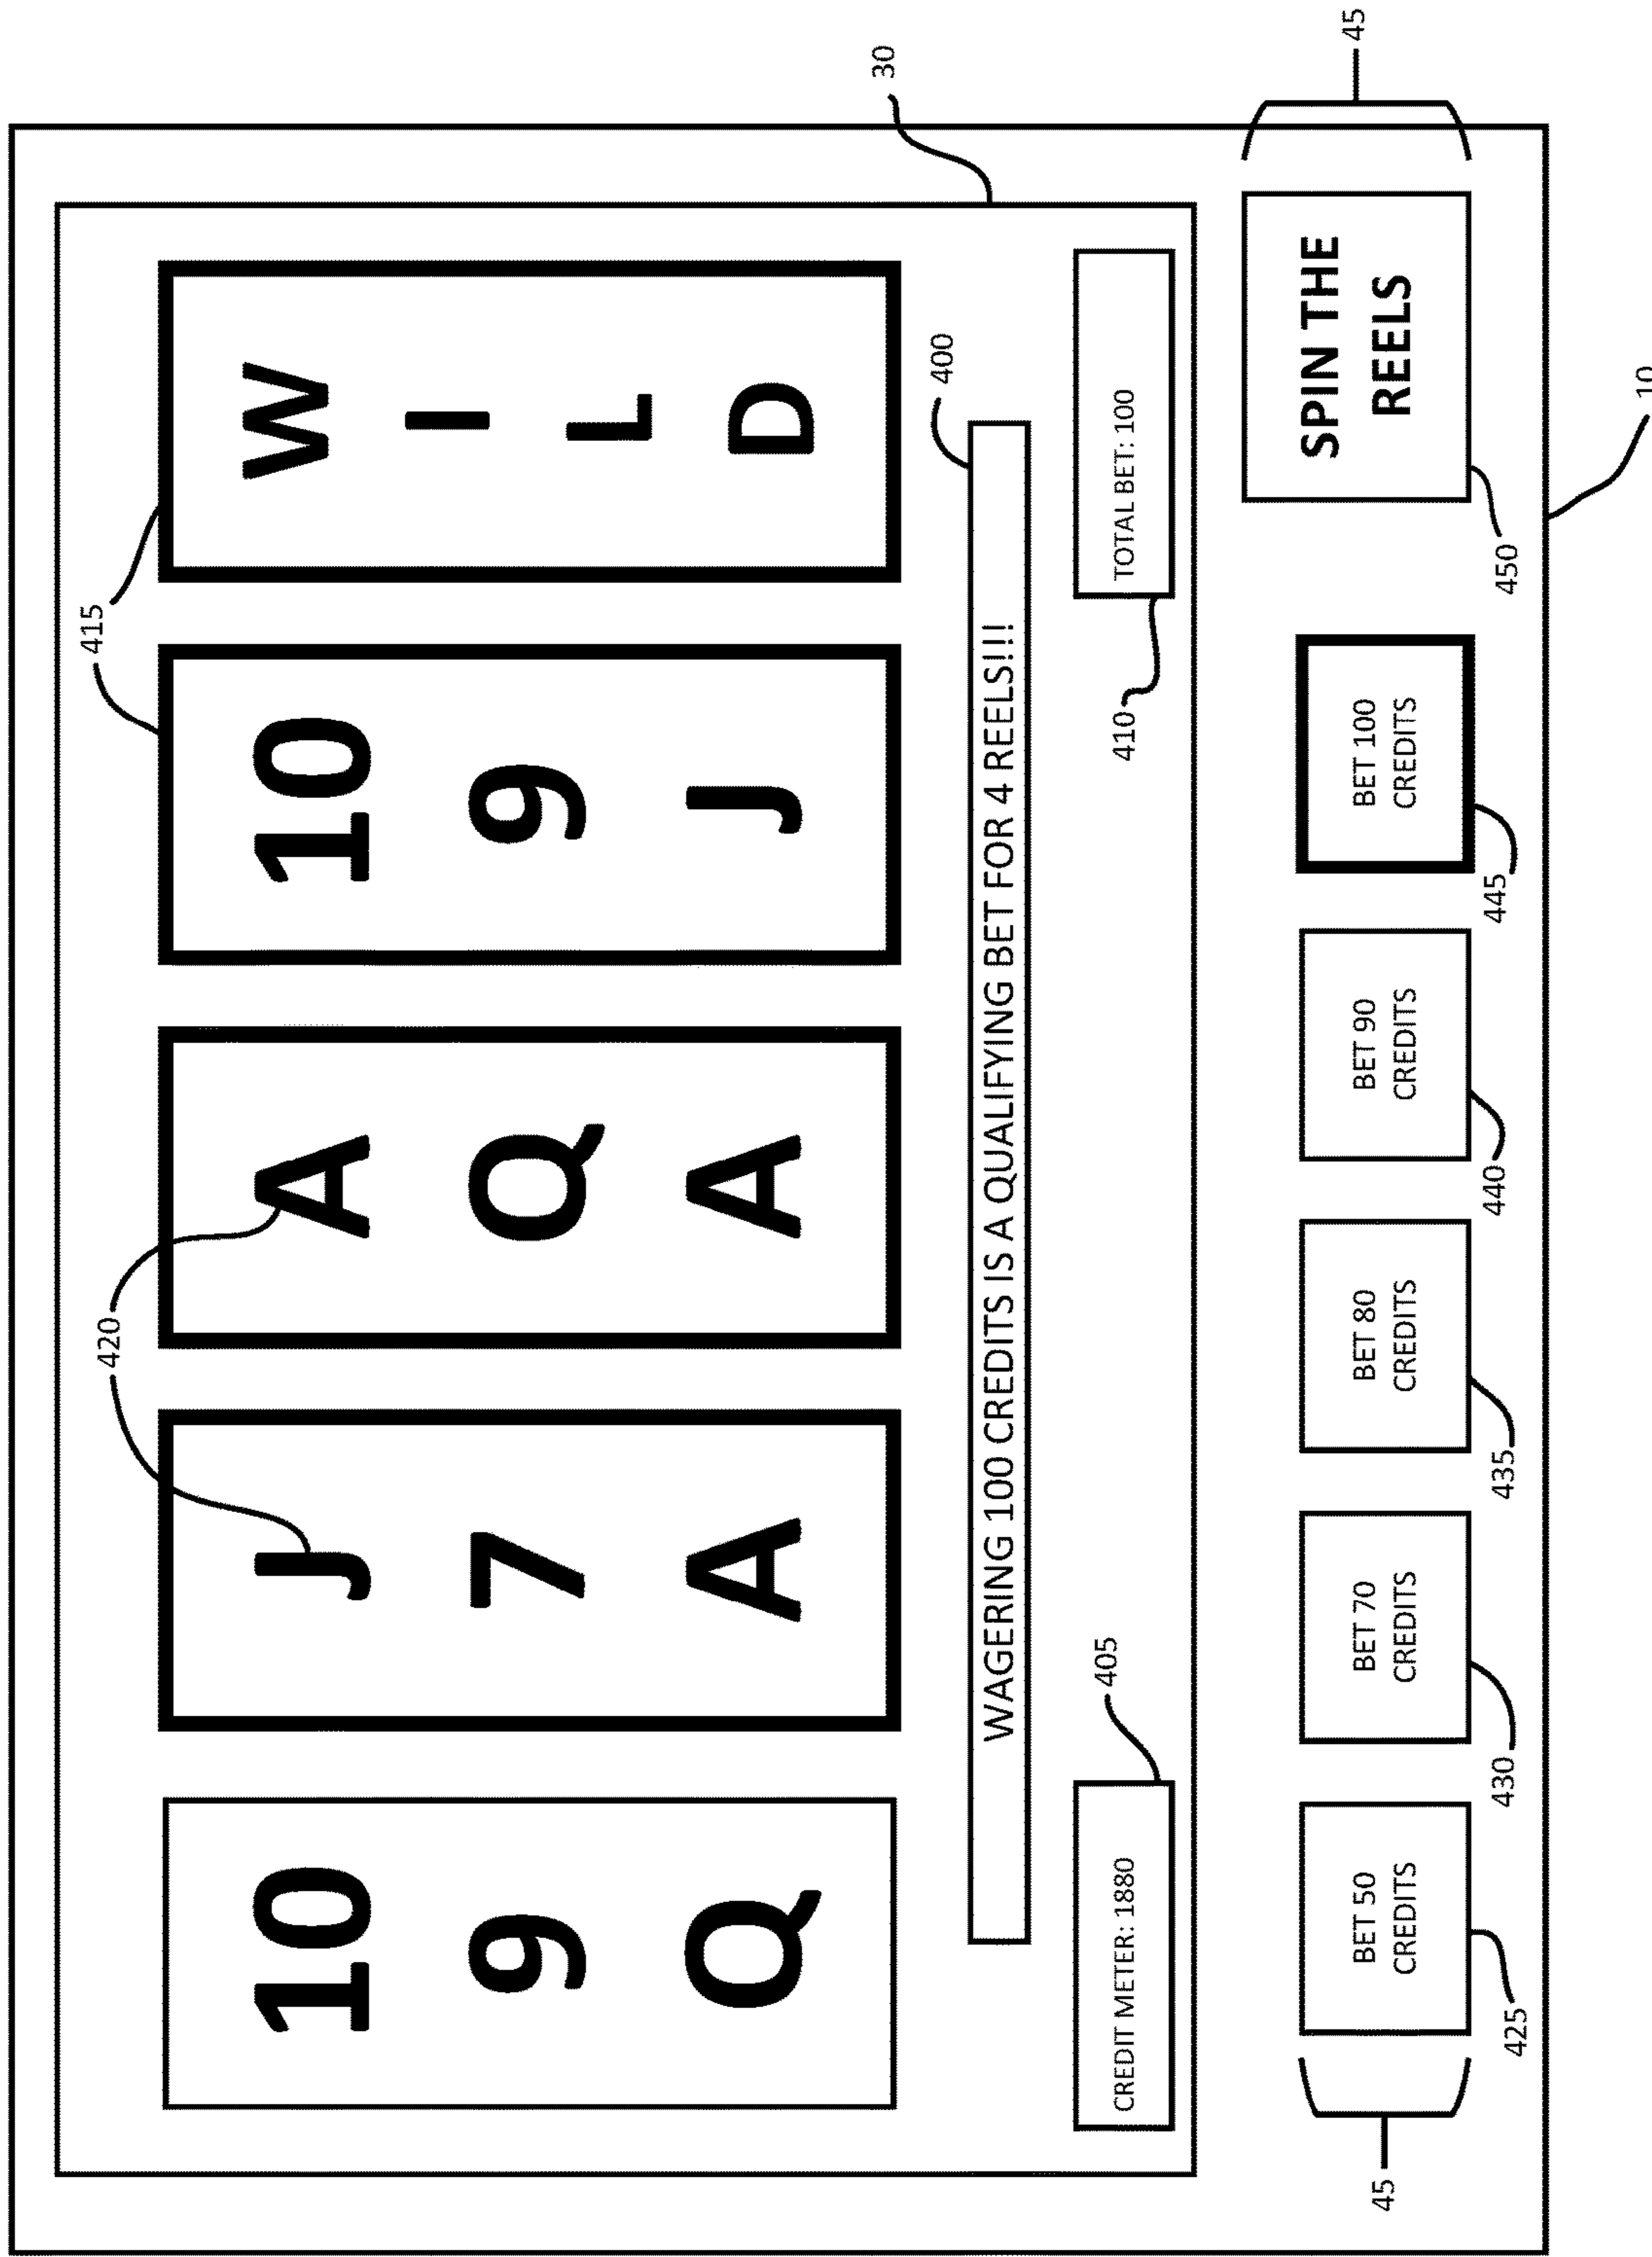 415
420
30
10
J
A
10
W
9
7
Q
9
I
L
Q
A
A
J
D
400
WAGERING 100 CREDITS IS A QUALIFYING BET FOR 4 REELS!!!
405
CREDIT METER: 1880
TOTAL BET: 100
410
45
BET 50
CREDITS
BET 70
CREDITS
BET 80
CREDITS
BET 90
CREDITS
BET 100
CREDITS
SPIN THE
REELS
45
425
430
435
440
445
450
10